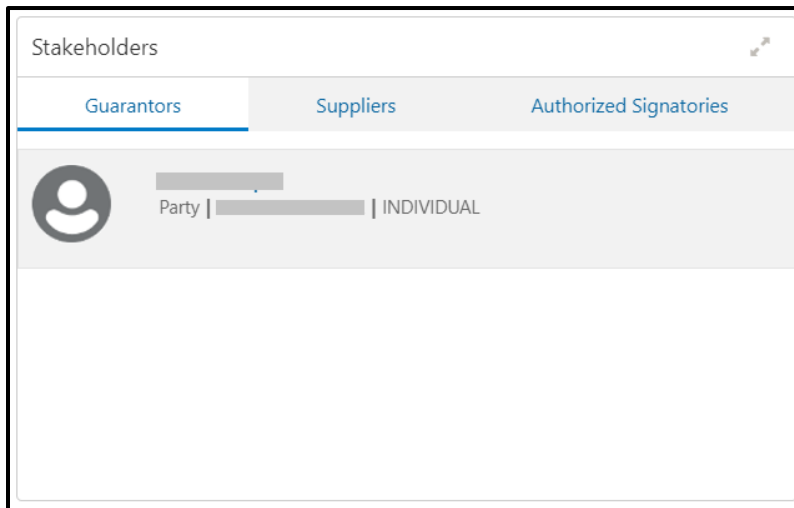 Stakeholders
Guarantors Suppliers Authorized Signatories
Party | | INDIVIDUAL